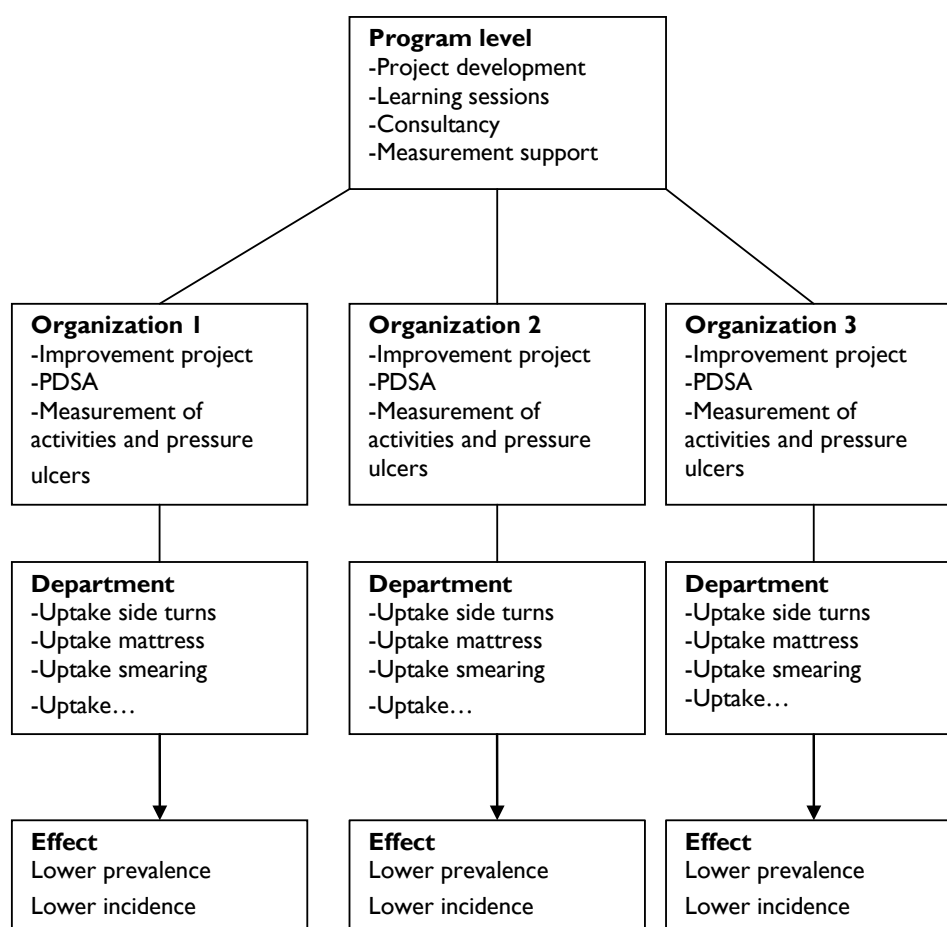 Program level
-Project development
-Learning sessions
-Consultancy
-Measurement support
Organization 1
-Improvement project
-PDSA
-Measurement of
activities and pressure
ulcers
Organization 2
-Improvement project
-PDSA
-Measurement of
activities and pressure
ulcers
Organization 3
-Improvement project
-PDSA
-Measurement of
activities and pressure
ulcers
Department
-Uptake side turns
-Uptake mattress
-Uptake smearing
-Uptake…
Department
-Uptake side turns
-Uptake mattress
-Uptake smearing
-Uptake…
Department
-Uptake side turns
-Uptake mattress
-Uptake smearing
-Uptake…
Effect
Lower prevalence
Lower incidence
Effect
Lower prevalence
Lower incidence
Effect
Lower prevalence
Lower incidence